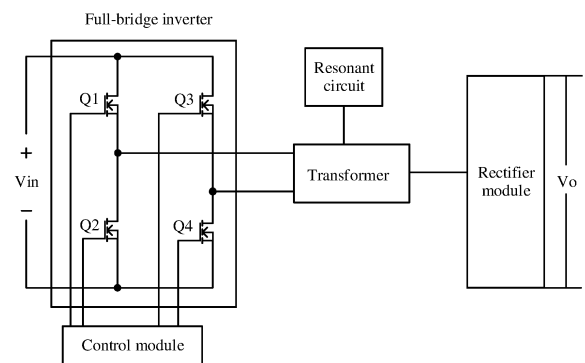 Full-bridge inverter
Q1
Q3
Resonant
circuit
+
Vin
−
Transformer
Rectifier
module
Vo
Q2
Q4
Control module